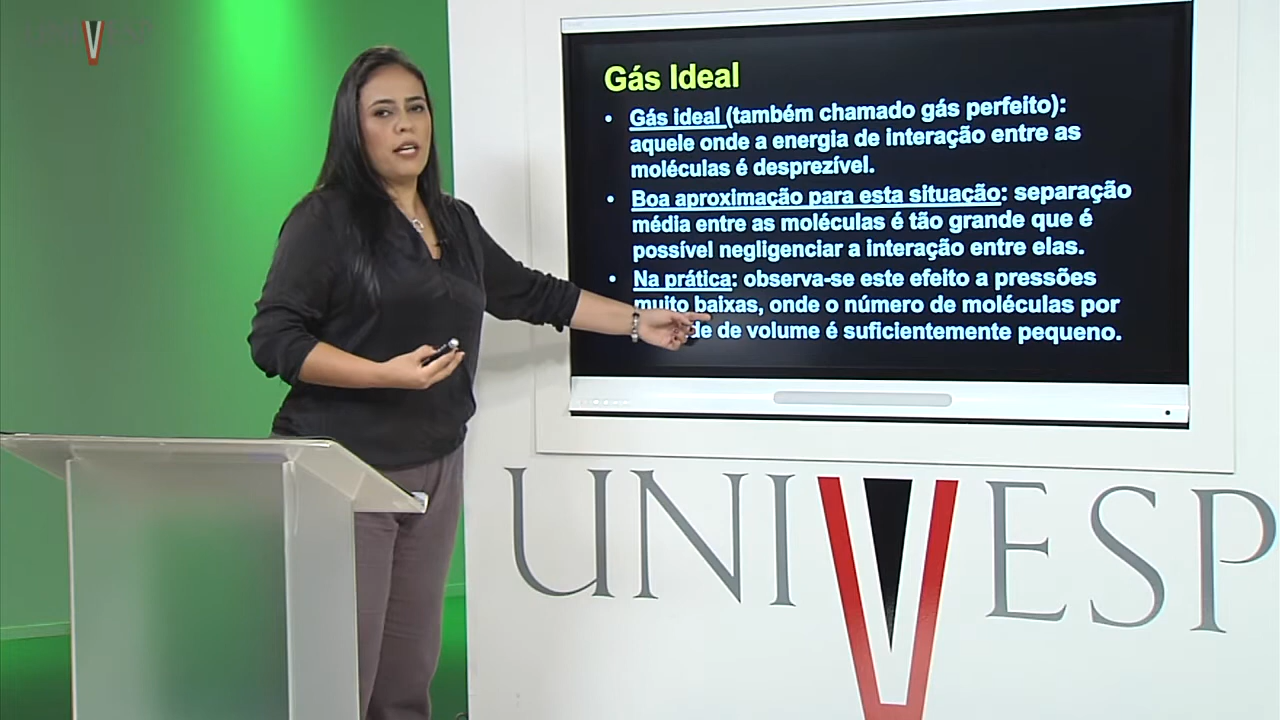 UNIVESP
Gás Ideal
• Gás ideal (também chamado gás perfeito):
aquele onde a energia de interação entre as
moléculas é desprezível.
• Boa aproximação para esta situação: separação
média entre as moléculas é tão grande que é
possível negligenciar a interação entre elas.
• Na prática: observa-se este efeito a pressões
muito baixas, onde o número de moléculas por
de de volume é suficientemente pequeno.
UNIVESP